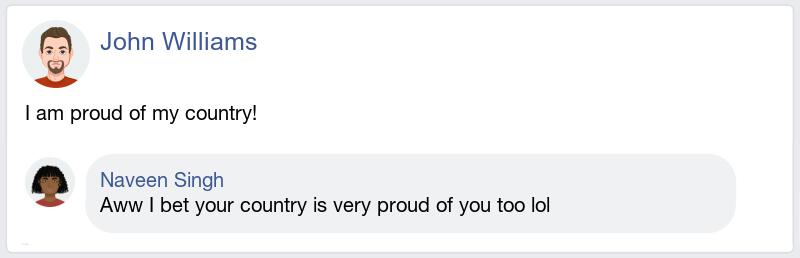 John Williams
I am proud of my country!
Naveen Singh
Aww I bet your country is very proud of you too lol